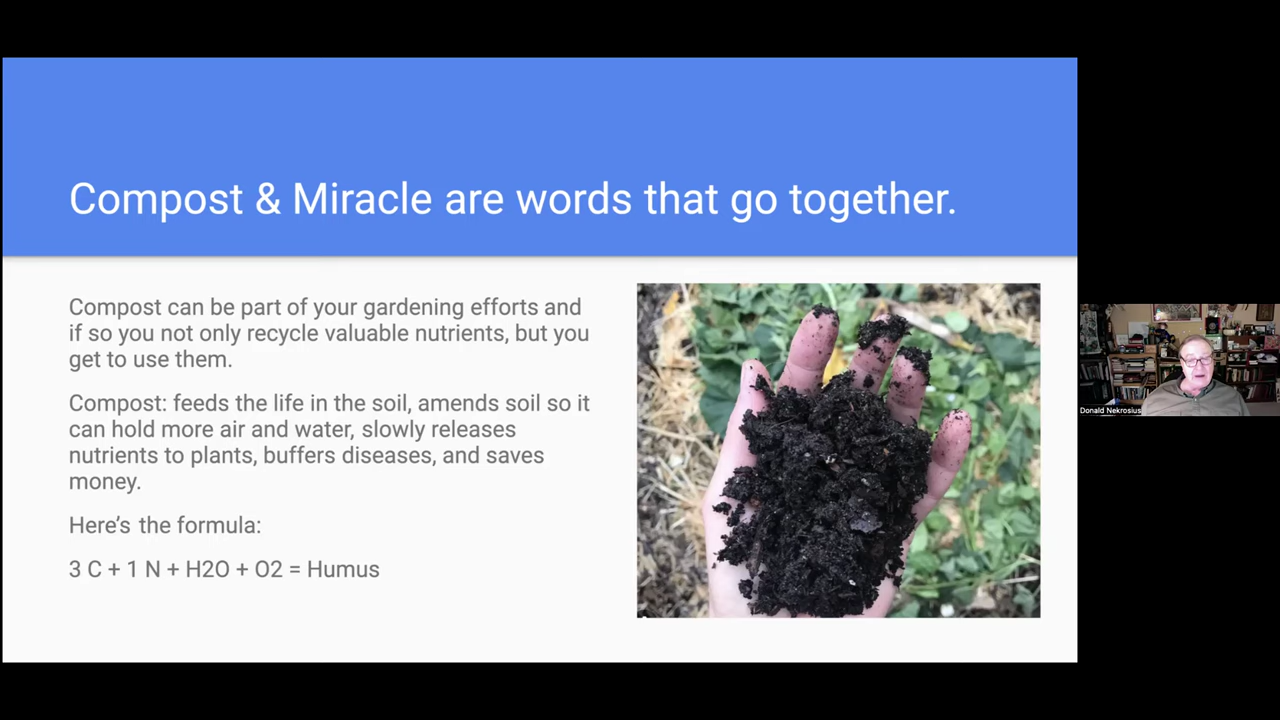 Compost & Miracle are words that go together.
Compost can be part of your gardening efforts and
if so you not only recycle valuable nutrients, but you
get to use them.
Compost: feeds the life in the soil, amends soil so it
can hold more air and water, slowly releases
nutrients to plants, buffers diseases, and saves
money.
Here's the formula:
3 C + 1 N + H2O + O2 = Humus
Donald Nekrosius